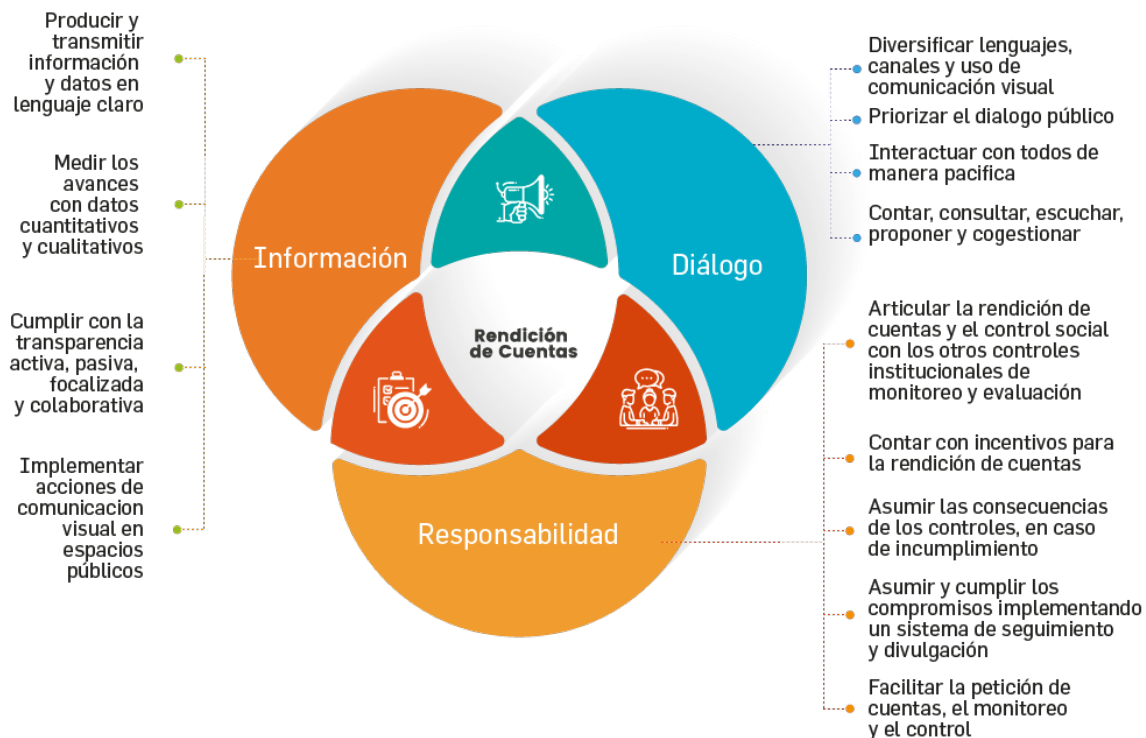 Producir y
transmitir
información
y datos en
lenguaje claro
Medir los
avances
con datos
cuantitativos
y cualitativos
Cumplir con la
transparencia
activa, pasiva,
focalizada
y colaborativa
Implementar
acciones de
comunicacion
visual en
espacios
públicos
Información
Diálogo
Rendición
de Cuentas
Responsabilidad
Diversificar lenguajes,
canales y uso de
comunicación visual
Priorizar el dialogo público
Interactuar con todos de
manera pacifica
Contar, consultar, escuchar,
proponer y cogestionar
Articular la rendición de
cuentas y el control social
con los otros controles
institucionales de
monitoreo y evaluación
Contar con incentivos para
la rendición de cuentas
Asumir las consecuencias
de los controles, en caso
de incumplimiento
Asumir y cumplir los
compromisos implementando
un sistema de seguimiento
y divulgación
Facilitar la petición de
cuentas, el monitoreo
y el control